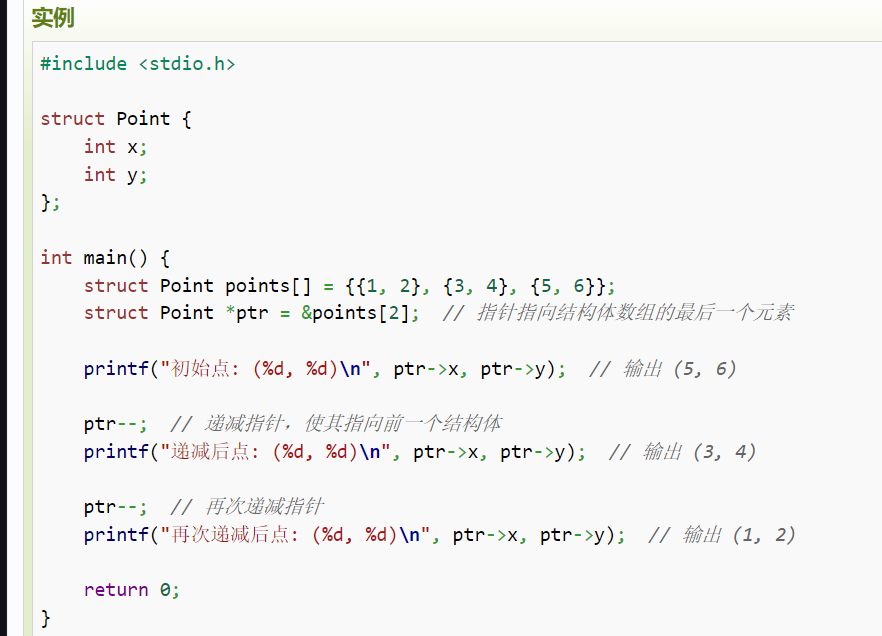 实例
#include <stdio.h>
struct Point {
    int x;
    int y;
};
int main() {
    struct Point points[] = {{1, 2}, {3, 4}, {5, 6}};
    struct Point *ptr = &points[2];  // 指针指向结构体数组的最后一个元素
    printf("初始点: (%d, %d)\n", ptr->x, ptr->y);  // 输出 (5, 6)
    ptr--;  // 递减指针，使其指向前一个结构体
    printf("递减后点: (%d, %d)\n", ptr->x, ptr->y);  // 输出 (3, 4)
    ptr--;  // 再次递减指针
    printf("再次递减后点: (%d, %d)\n", ptr->x, ptr->y);  // 输出 (1, 2)
    return 0;
}